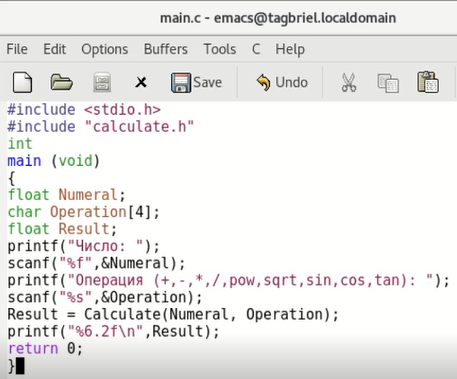 main.c - emacs@tagbriel.localdomain
File Edit Options Buffers Tools C Help
Save Undo
#include <stdio.h>
#include "calculate.h"
int
main (void)
{
float Numeral;
char Operation[4];
float Result;
printf("Число: ");
scanf("%f",&Numeral);
printf("Операция (+,-,*,/,pow,sqrt,sin,cos,tan): ");
scanf("%s",&Operation);
Result = Calculate(Numeral, Operation);
printf("%6.2f\n",Result);
return 0;
}